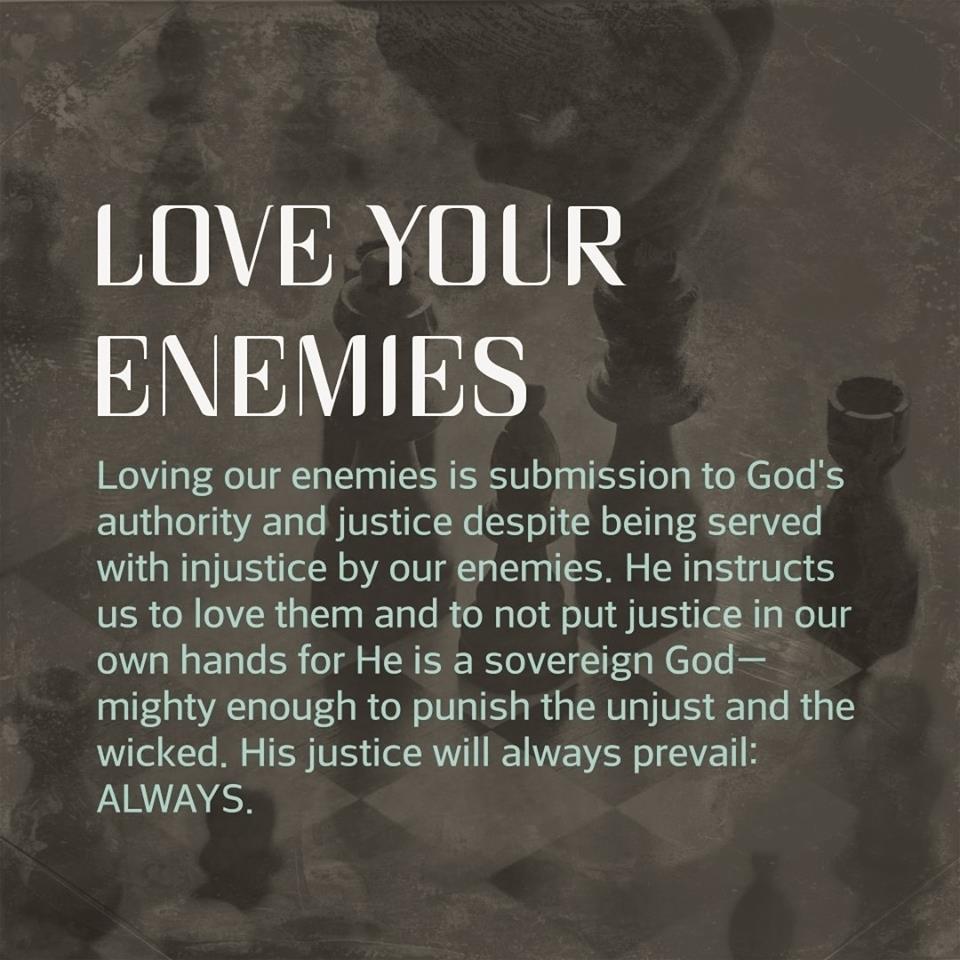 LOVE YOUR
ENEMIES
Loving our enemies is submission to God's
authority and justice despite being served
with injustice by our enemies. He instructs
us to love them and to not put justice in our
own hands for He is a sovereign God—
mighty enough to punish the unjust and the
wicked. His justice will always prevail:
ALWAYS.